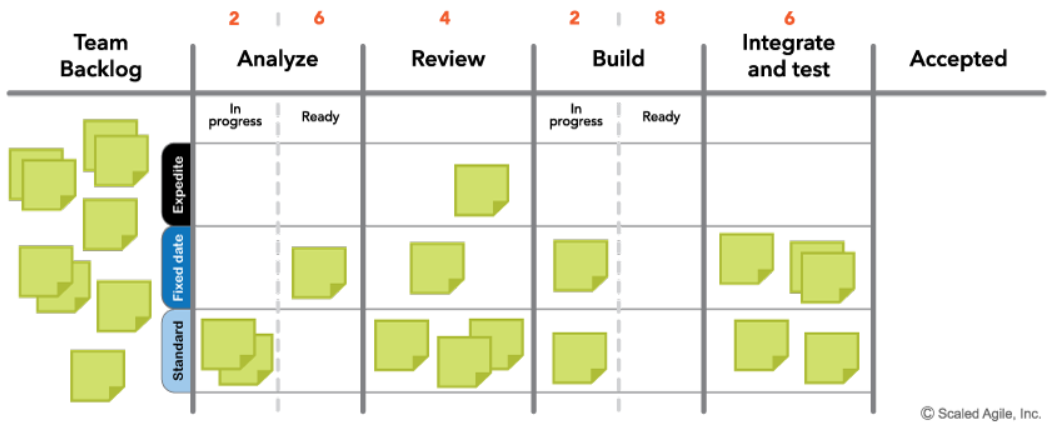 2 6 4 2 8 6
Team Backlog
Analyze
Review
Build
Integrate and test
Accepted
In progress
Ready
In progress
Ready
Expedite
Fixed date
Standard
© Scaled Agile, Inc.